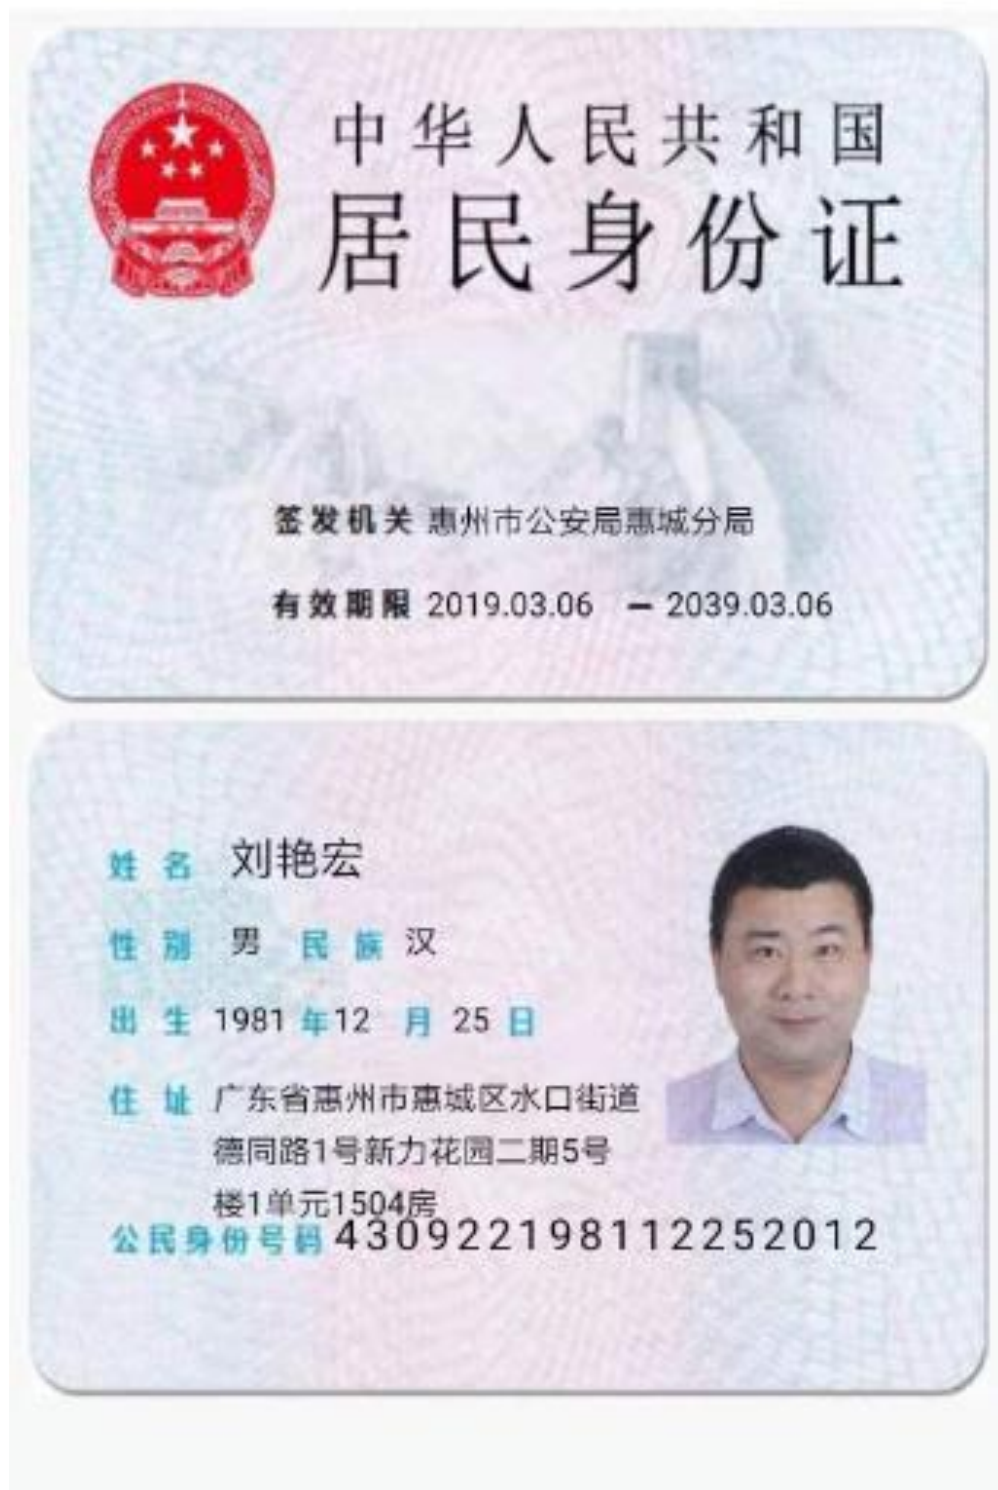 中华人民共和国
居民身份证
签发机关 惠州市公安局惠城分局
有效期限 2019.03.06 - 2039.03.06
姓名 刘艳宏
性别 男 民族 汉
出生 1981 年 12 月 25 日
住址 广东省惠州市惠城区水口街道
德同路1号新力花园二期5号
楼1单元1504房
公民身份号码 430922198112252012